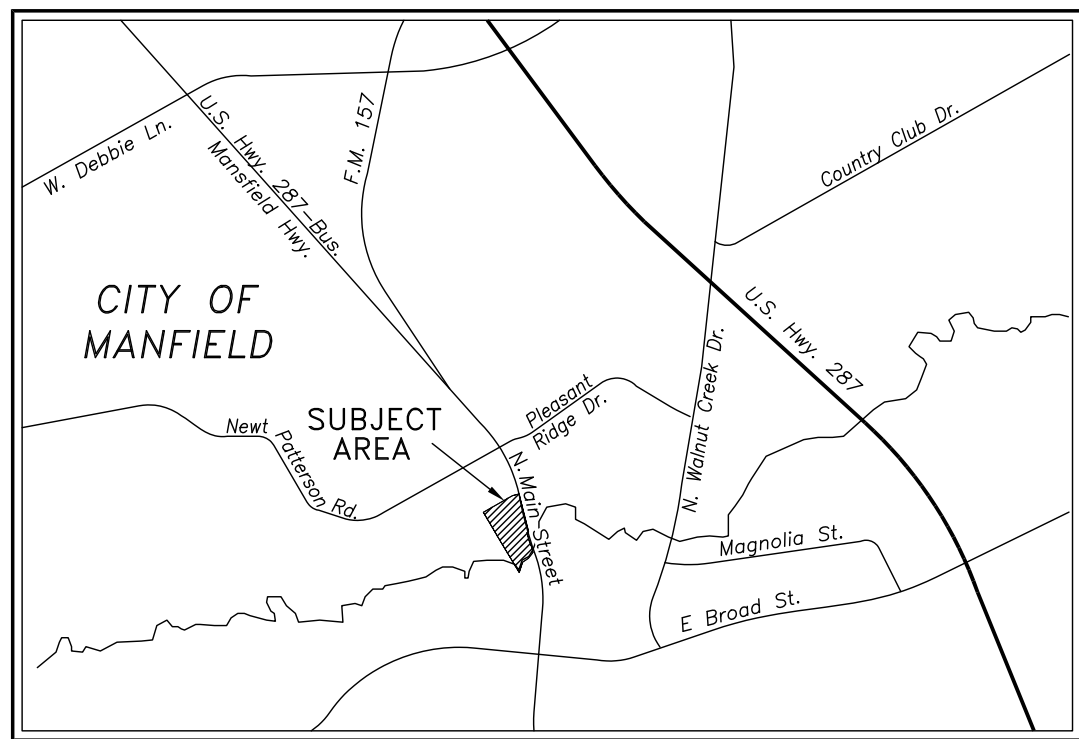 W. Debbie Ln.
U.S. Hwy. 287-Bus.
Mansfield Hwy.
F.M. 157
Country Club Dr.
CITY OF
MANFIELD
U.S. Hwy. 287
N. Walnut Creek Dr.
Pleasant
Ridge Dr.
Newt
Patterson Rd.
SUBJECT
AREA
N. Main Street
Magnolia St.
E Broad St.